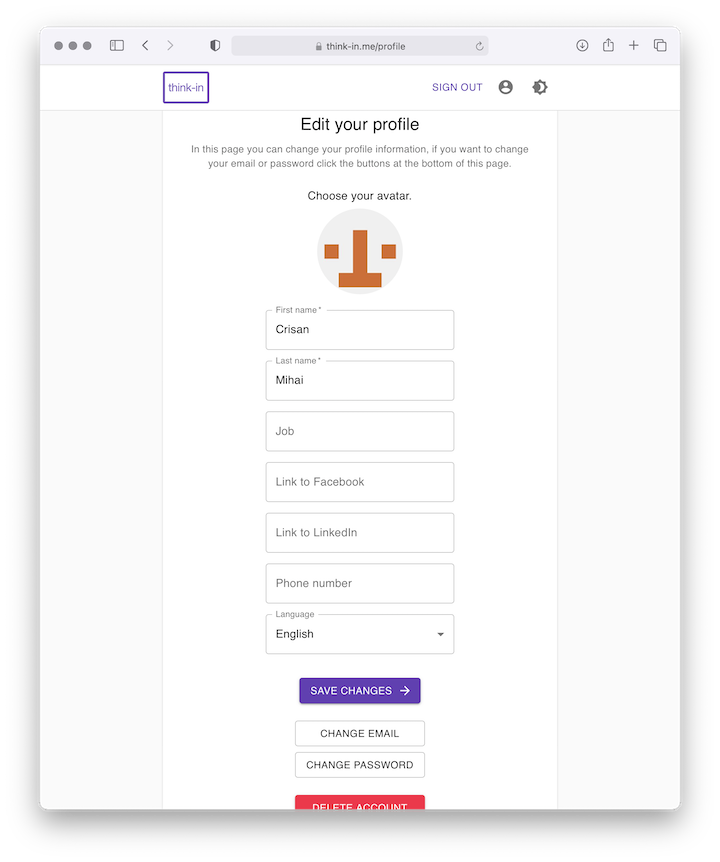 think-in.me/profile
think-in
SIGN OUT
Edit your profile
In this page you can change your profile information, if you want to change
your email or password click the buttons at the bottom of this page.
Choose your avatar.
First name *
Crisan
Last name *
Mihai
Job
Link to Facebook
Link to LinkedIn
Phone number
Language
English
SAVE CHANGES
CHANGE EMAIL
CHANGE PASSWORD
DELETE ACCOUNT